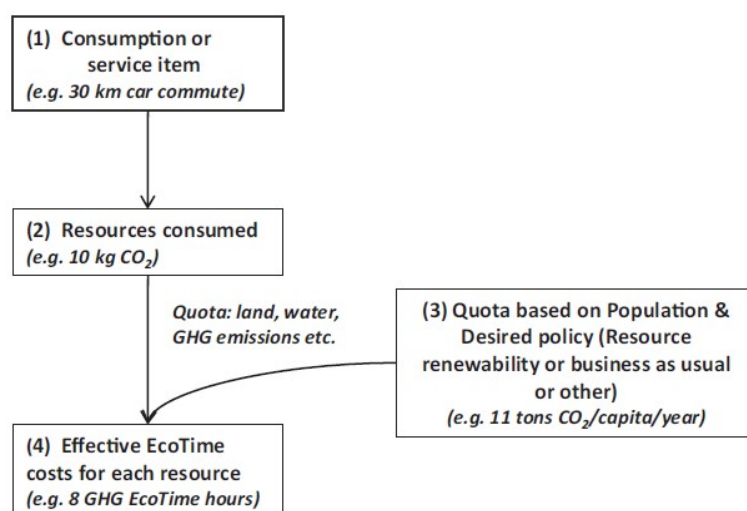 (1) Consumption or
service item
(e.g. 30 km car commute)
(2) Resources consumed
(e.g. 10 kg CO₂)
Quota: land, water,
GHG emissions etc.
(3) Quota based on Population &
Desired policy (Resource
renewability or business as usual
or other)
(e.g. 11 tons CO₂/capita/year)
(4) Effective EcoTime
costs for each resource
(e.g. 8 GHG EcoTime hours)